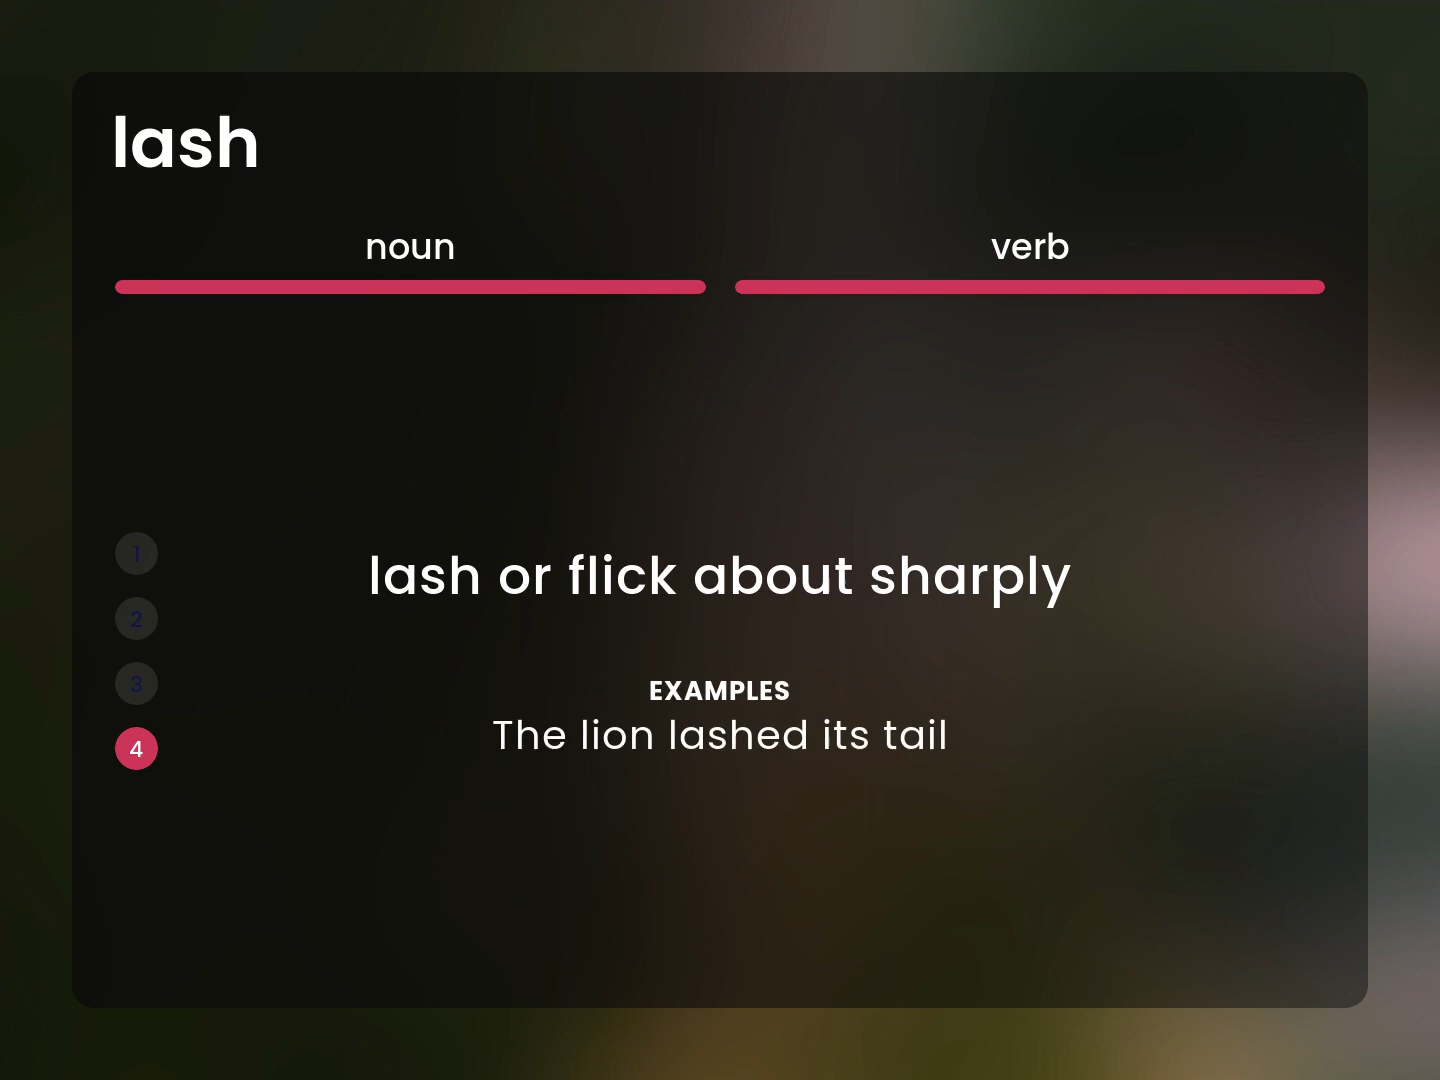 lash
noun
verb
1
2
3
4
lash or flick about sharply
EXAMPLES
The lion lashed its tail